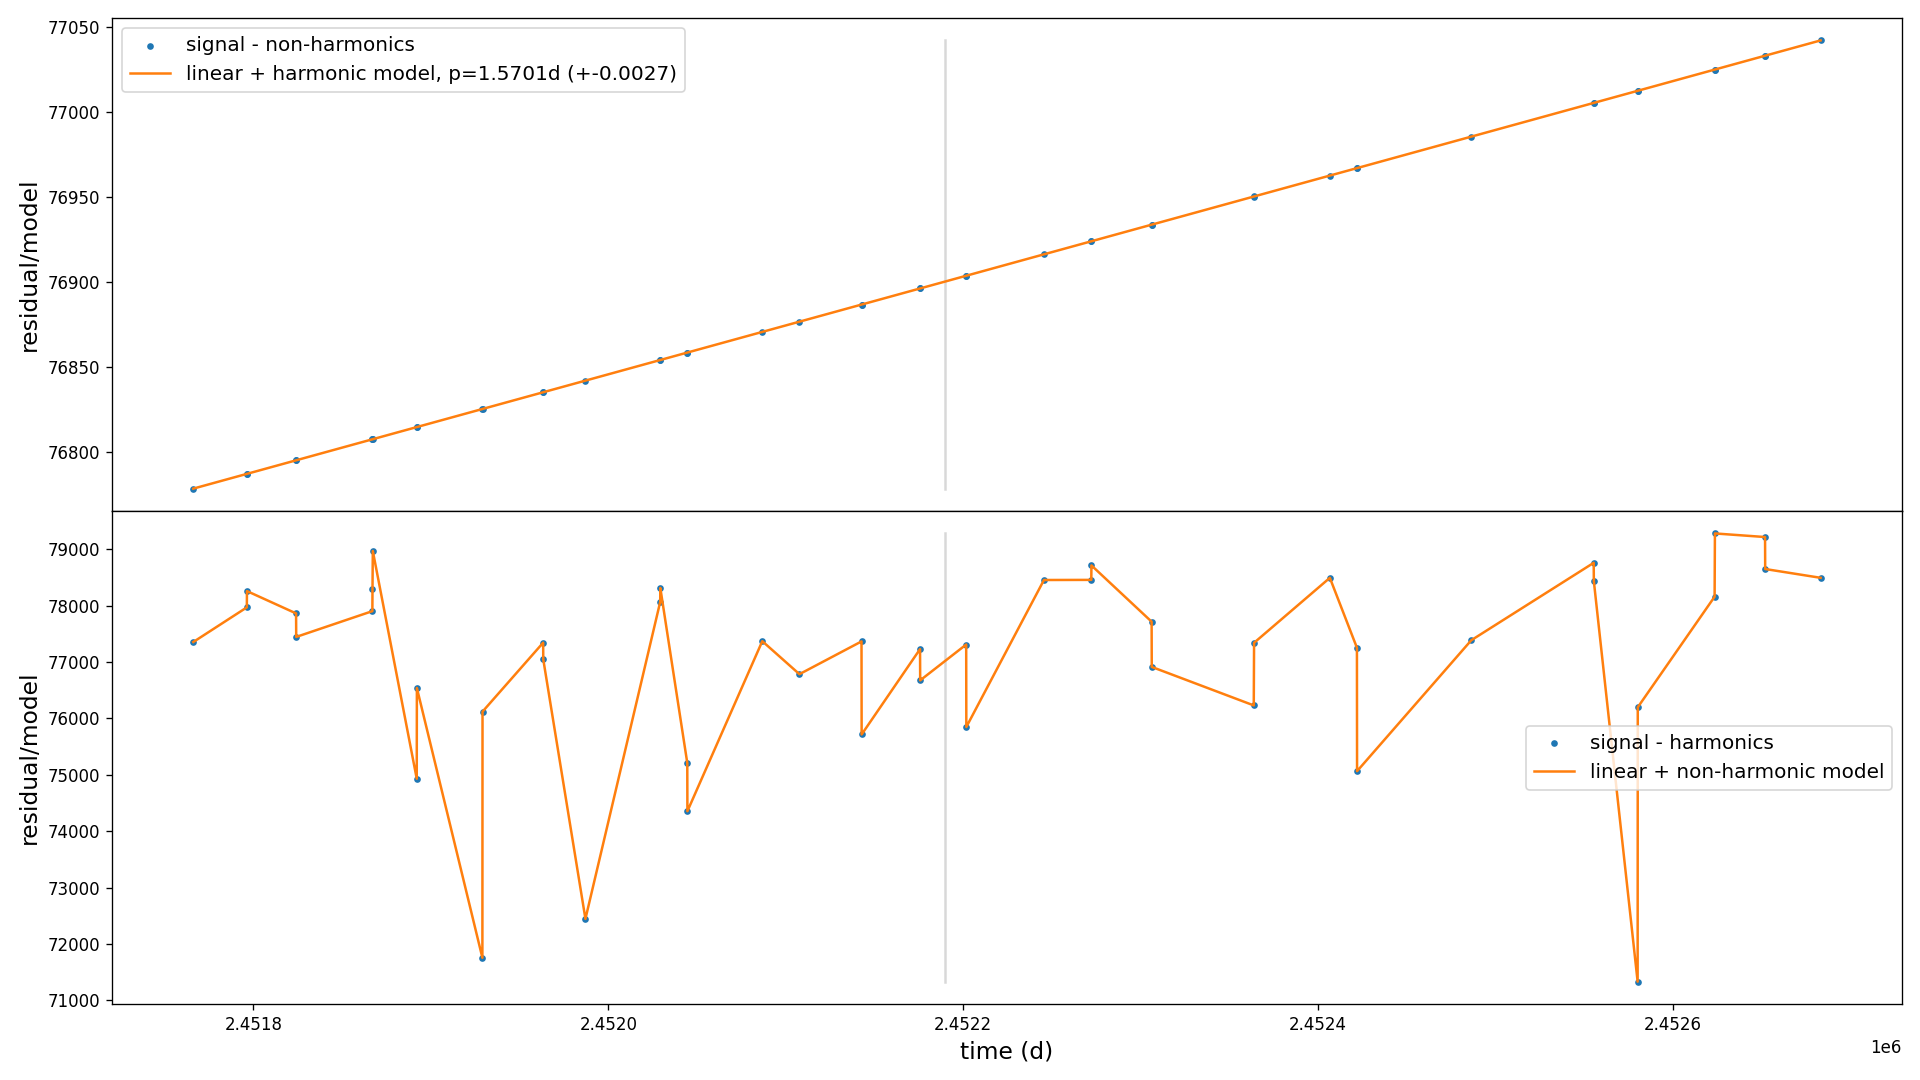 77050
77000
76950
76900
76850
76800
residual/model
signal - non-harmonics
linear + harmonic model, p=1.5701d (+-0.0027)
79000
78000
77000
76000
75000
74000
73000
72000
71000
residual/model
signal - harmonics
linear + non-harmonic model
2.4518 2.4520 2.4522 2.4524 2.4526
1e6
time (d)